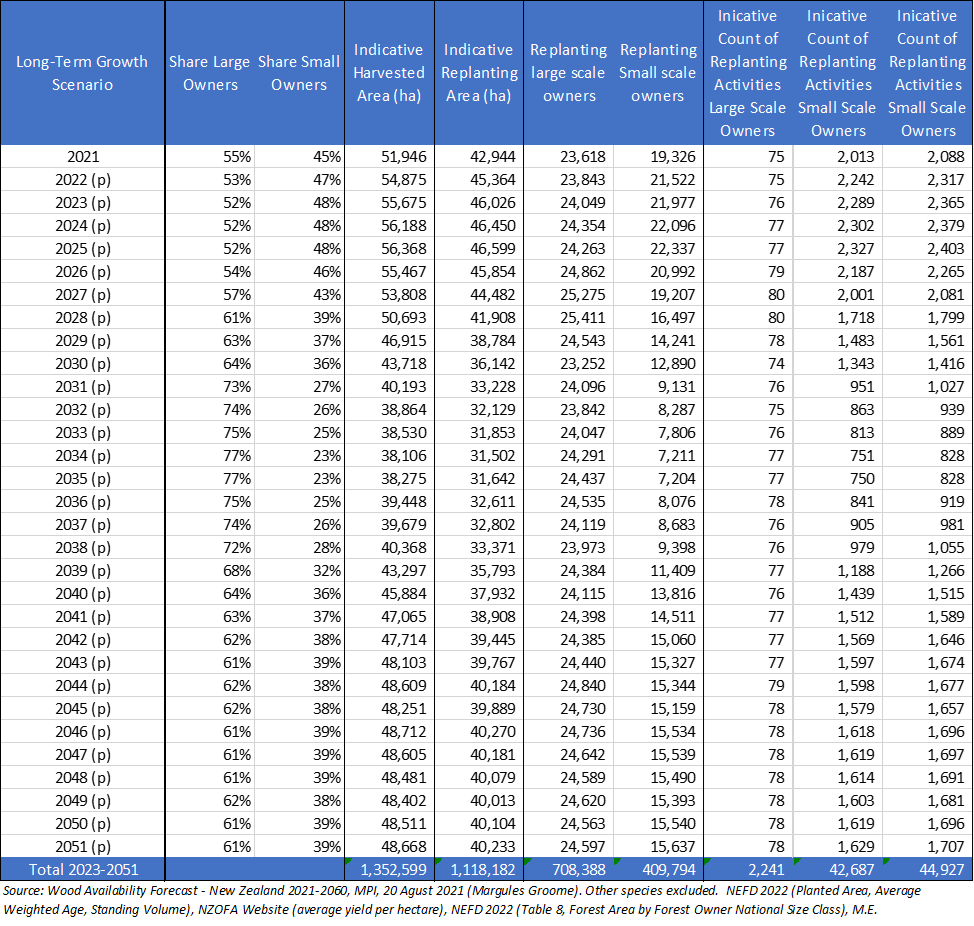 Long-Term Growth Scenario | Share Large Owners | Share Small Owners | Indicative Harvested Area (ha) | Indicative Replanting Area (ha) | Replanting large scale owners | Replanting Small scale owners | Inicative Count of Replanting Activities Large Scale Owners | Inicative Count of Replanting Activities Small Scale Owners | Inicative Count of Replanting Activities Small Scale Owners
2021 55% 45% 51,946 42,944 23,618 19,326 75 2,013 2,088
2022 (p) 53% 47% 54,875 45,364 23,843 21,522 75 2,242 2,317
2023 (p) 52% 48% 55,675 46,026 24,049 21,977 76 2,289 2,365
2024 (p) 52% 48% 56,188 46,450 24,354 22,096 77 2,302 2,379
2025 (p) 52% 48% 56,368 46,599 24,263 22,337 77 2,327 2,403
2026 (p) 54% 46% 55,467 45,854 24,862 20,992 79 2,187 2,265
2027 (p) 57% 43% 53,808 44,482 25,275 19,207 80 2,001 2,081
2028 (p) 61% 39% 50,693 41,908 25,411 16,497 80 1,718 1,799
2029 (p) 63% 37% 46,915 38,784 24,543 14,241 78 1,483 1,561
2030 (p) 64% 36% 43,718 36,142 23,252 12,890 74 1,343 1,416
2031 (p) 73% 27% 40,193 33,228 24,096 9,131 76 951 1,027
2032 (p) 74% 26% 38,864 32,129 23,842 8,287 75 863 939
2033 (p) 75% 25% 38,530 31,853 24,047 7,806 76 813 889
2034 (p) 77% 23% 38,106 31,502 24,291 7,211 77 751 828
2035 (p) 77% 23% 38,275 31,642 24,437 7,204 77 750 828
2036 (p) 75% 25% 39,448 32,611 24,535 8,076 78 841 919
2037 (p) 74% 26% 39,679 32,802 24,119 8,683 76 905 981
2038 (p) 72% 28% 40,368 33,371 23,973 9,398 76 979 1,055
2039 (p) 68% 32% 43,297 35,793 24,384 11,409 77 1,188 1,266
2040 (p) 64% 36% 45,884 37,932 24,115 13,816 76 1,439 1,515
2041 (p) 63% 37% 47,065 38,908 24,398 14,511 77 1,512 1,589
2042 (p) 62% 38% 47,714 39,445 24,385 15,060 77 1,569 1,646
2043 (p) 61% 39% 48,103 39,767 24,440 15,327 77 1,597 1,674
2044 (p) 62% 38% 48,609 40,184 24,840 15,344 79 1,598 1,677
2045 (p) 62% 38% 48,251 39,889 24,730 15,159 78 1,579 1,657
2046 (p) 61% 39% 48,712 40,270 24,736 15,534 78 1,618 1,696
2047 (p) 61% 39% 48,605 40,181 24,642 15,539 78 1,619 1,697
2048 (p) 61% 39% 48,481 40,079 24,589 15,490 78 1,614 1,691
2049 (p) 62% 38% 48,402 40,013 24,620 15,393 78 1,603 1,681
2050 (p) 61% 39% 48,511 40,104 24,563 15,540 78 1,619 1,696
2051 (p) 61% 39% 48,668 40,233 24,597 15,637 78 1,629 1,707
Total 2023-2051 1,352,599 1,118,182 708,388 409,794 2,241 42,687 44,927
Source: Wood Availability Forecast - New Zealand 2021-2060, MPI, 20 Agust 2021 (Margules Groome). Other species excluded. NEFD 2022 (Planted Area, Average
Weighted Age, Standing Volume), NZOFA Website (average yield per hectare), NEFD 2022 (Table 8, Forest Area by Forest Owner National Size Class), M.E.